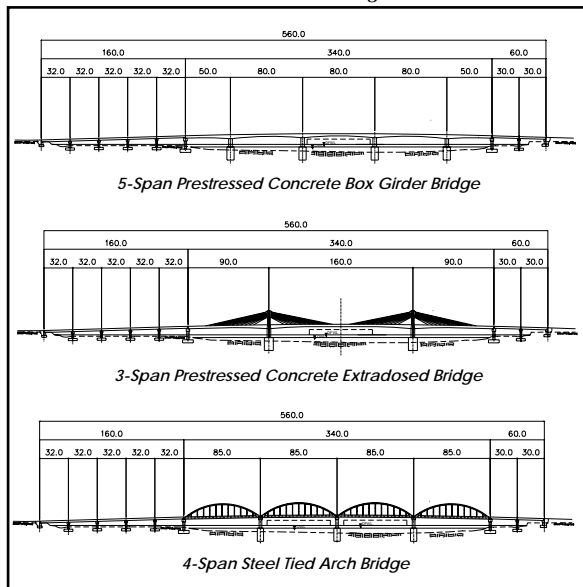 560.0
160.0 340.0 60.0
32.0 32.0 32.0 32.0 32.0 50.0 80.0 80.0 80.0 50.0 30.0 30.0
5-Span Prestressed Concrete Box Girder Bridge
560.0
160.0 340.0 60.0
32.0 32.0 32.0 32.0 32.0 90.0 160.0 90.0 30.0 30.0
3-Span Prestressed Concrete Extradosed Bridge
560.0
160.0 340.0 60.0
32.0 32.0 32.0 32.0 32.0 85.0 85.0 85.0 85.0 30.0 30.0
4-Span Steel Tied Arch Bridge